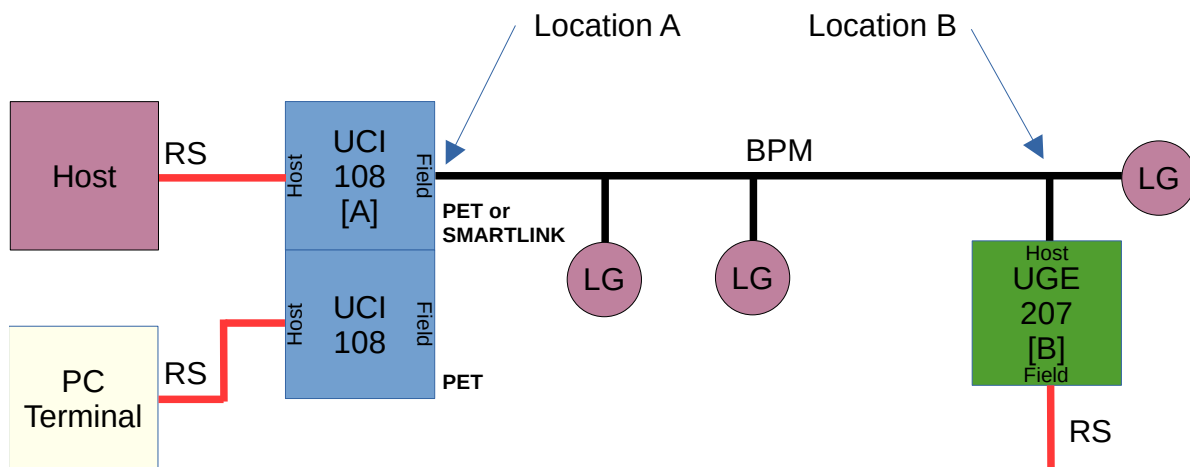 Location A
Location B
Host
RS
Host
UCI
108
[A]
Field
PET or
SMARTLINK
BPM
LG
LG
LG
Host
UGE
207
[B]
Field
RS
PC
Terminal
RS
Host
UCI
108
Field
PET